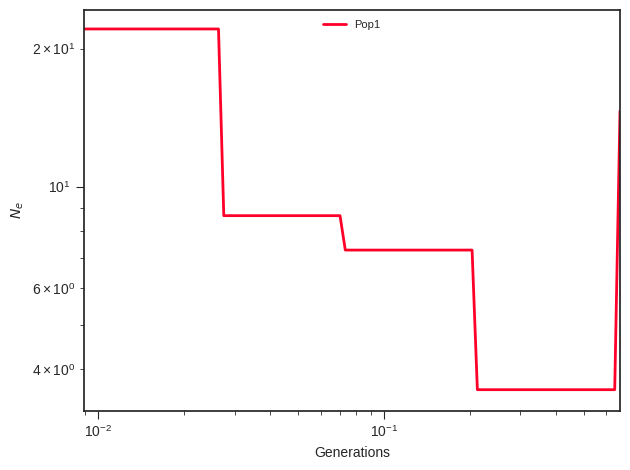 Pop1
2 × 10¹
10¹
6 × 10⁰
4 × 10⁰
Nₑ
10⁻² 10⁻¹
Generations